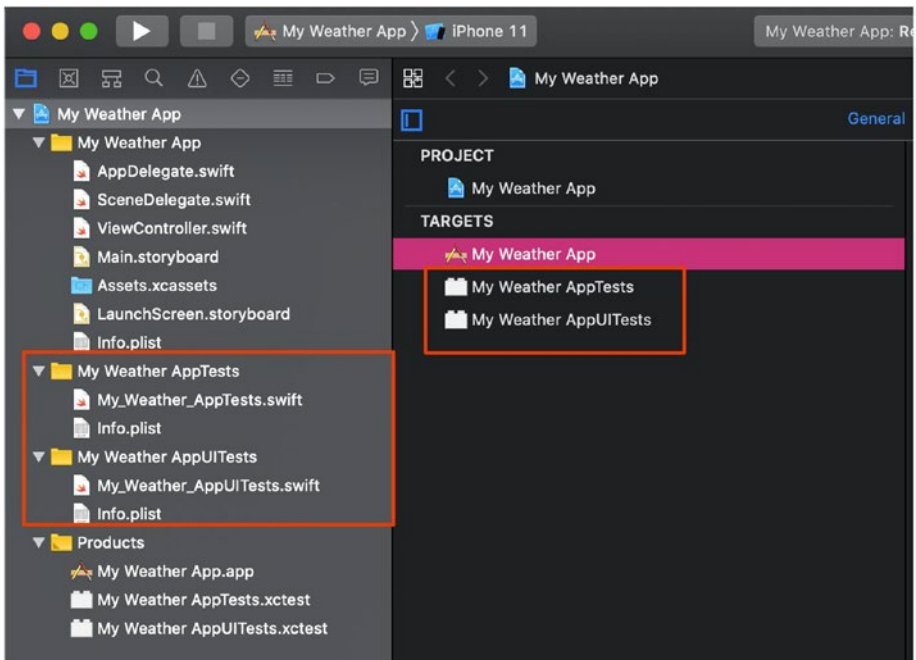 My Weather App
iPhone 11
My Weather App: R
My Weather App
General
My Weather App
My Weather App
AppDelegate.swift
SceneDelegate.swift
ViewController.swift
Main.storyboard
Assets.xcassets
LaunchScreen.storyboard
Info.plist
My Weather AppTests
My_Weather_AppTests.swift
Info.plist
My Weather AppUITests
My_Weather_AppUITests.swift
Info.plist
Products
My Weather App.app
My Weather AppTests.xctest
My Weather AppUITests.xctest
PROJECT
My Weather App
TARGETS
My Weather App
My Weather AppTests
My Weather AppUITests